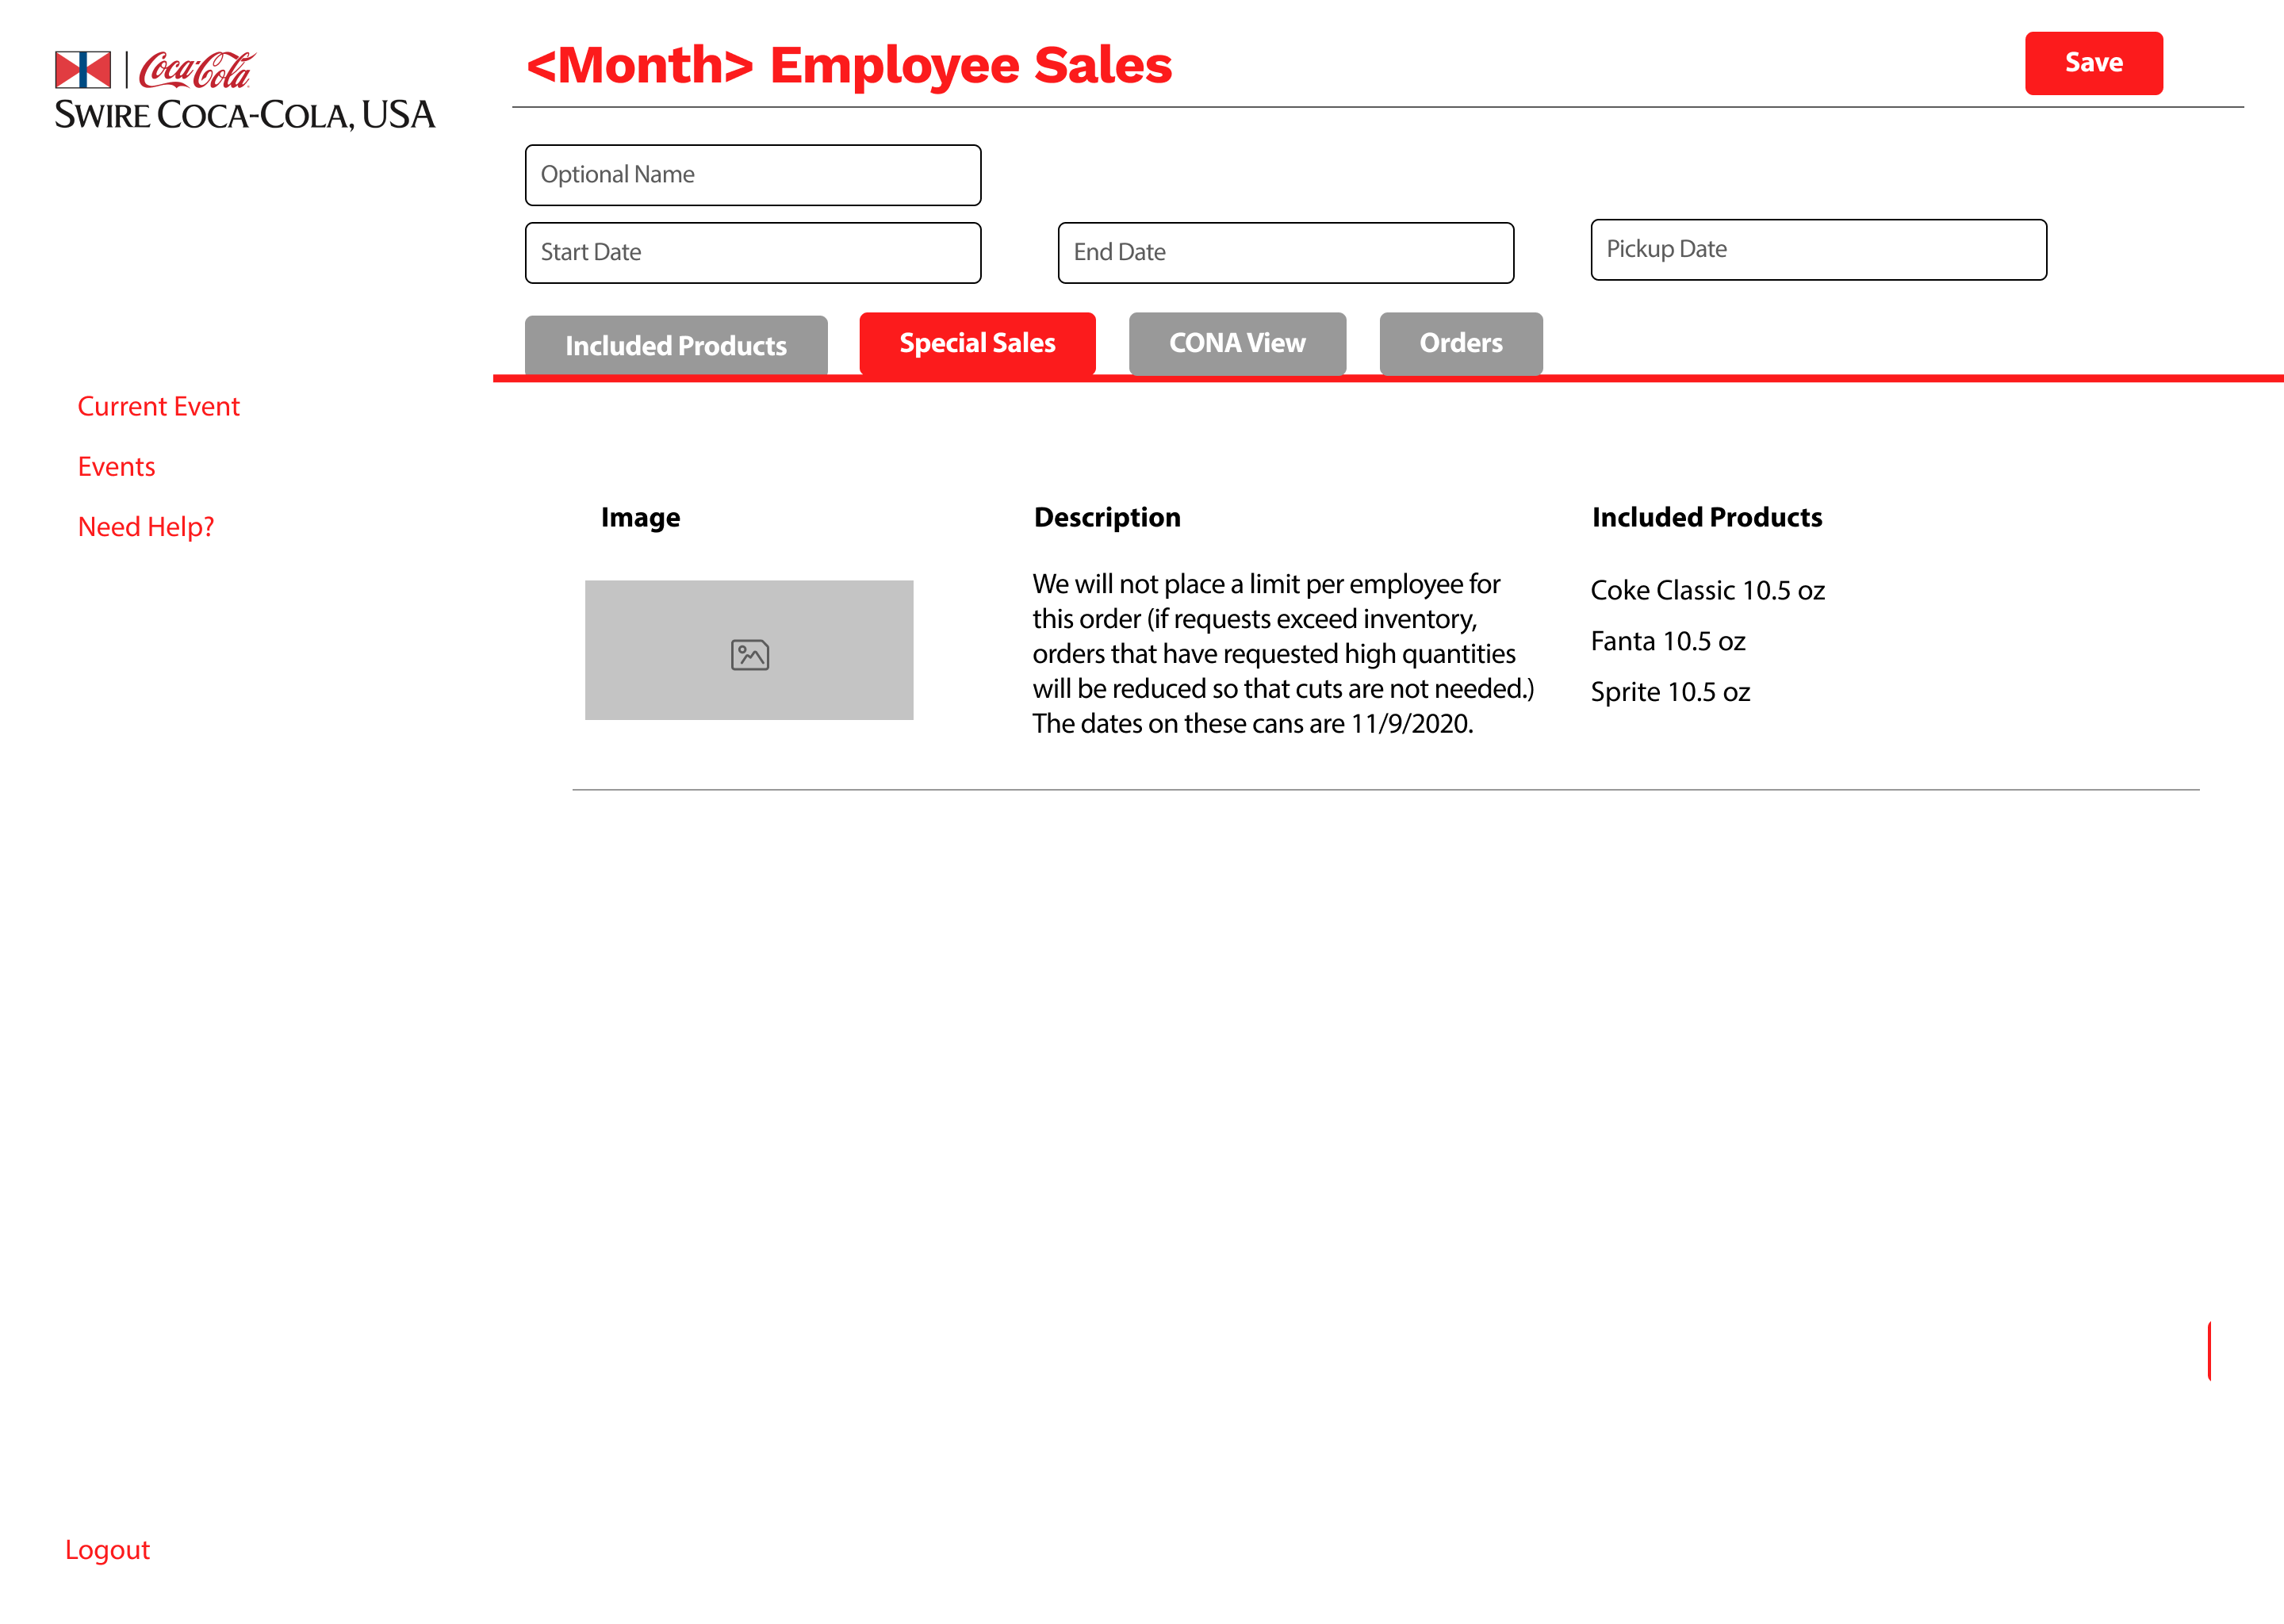 Coca-Cola
SWIRE COCA-COLA, USA
<Month> Employee Sales
Save
Optional Name
Start Date
End Date
Pickup Date
Included Products
Special Sales
CONA View
Orders
Current Event
Events
Need Help?
Image
Description
Included Products
We will not place a limit per employee for
this order (if requests exceed inventory,
orders that have requested high quantities
will be reduced so that cuts are not needed.)
The dates on these cans are 11/9/2020.
Coke Classic 10.5 oz
Fanta 10.5 oz
Sprite 10.5 oz
Logout